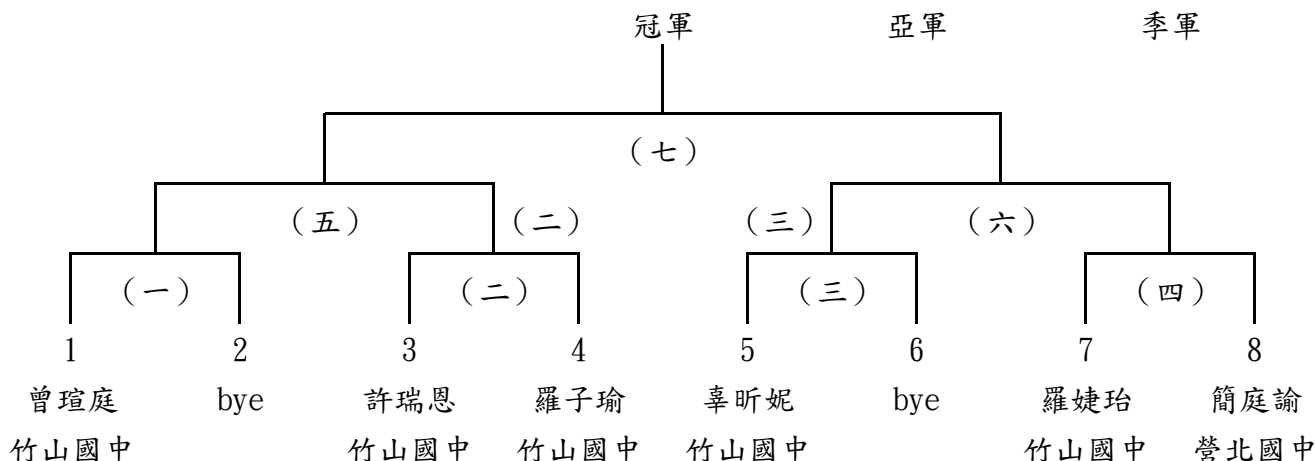 冠軍 亞軍 季軍
(七)
(五) (二) (三) (六)
(一) (二) (三) (四)
1 2 3 4 5 6 7 8
曾瑄庭 bye 許瑞恩 羅子瑜 辜昕妮 bye 羅婕珆 簡庭諭
竹山國中 竹山國中 竹山國中 竹山國中 竹山國中 營北國中